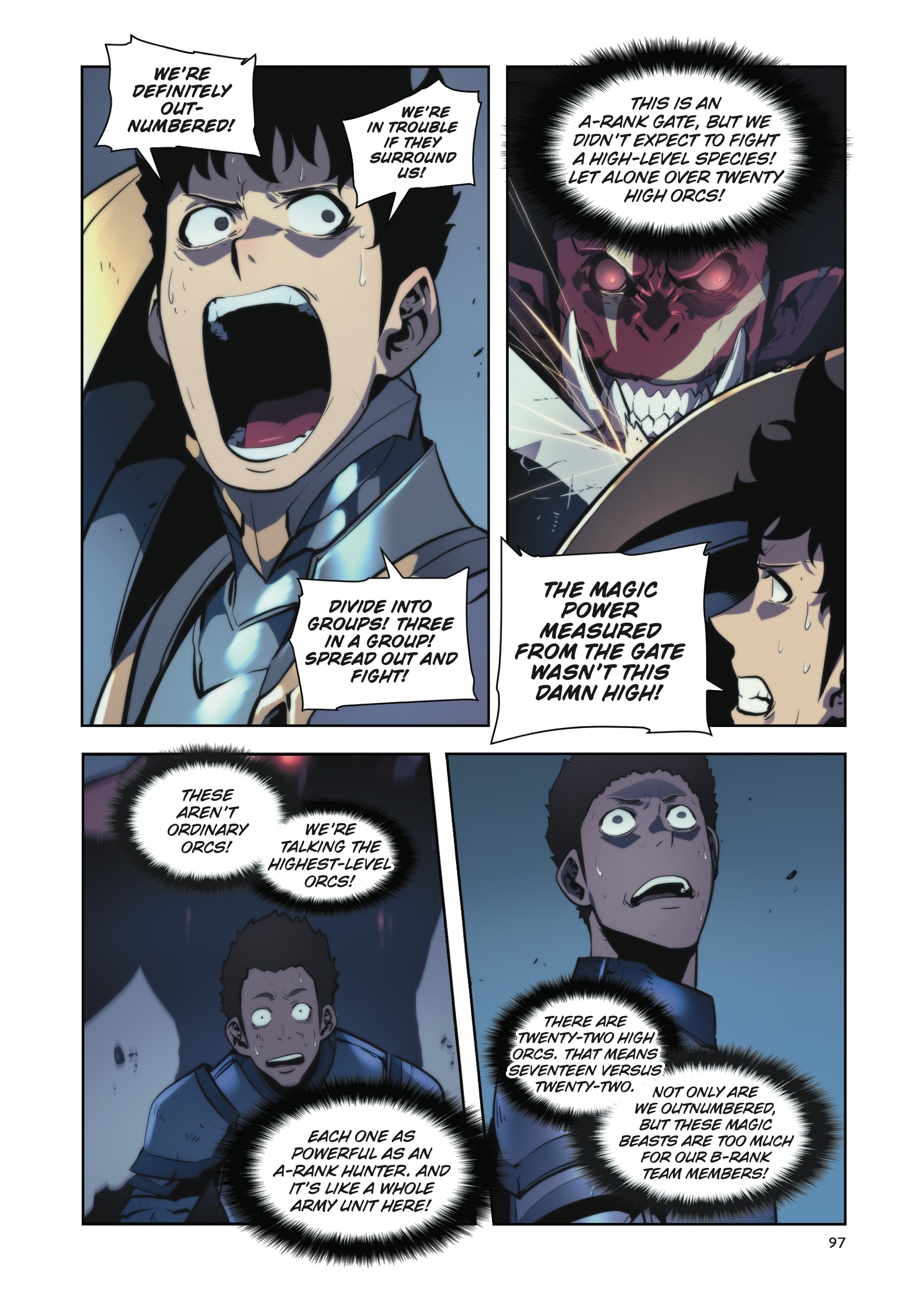 WE'RE
DEFINITELY
OUT-
NUMBERED!
WE'RE
IN TROUBLE
IF THEY
SURROUND
US!
DIVIDE INTO
GROUPS! THREE
IN A GROUP!
SPREAD OUT AND
FIGHT!
THIS IS AN
A-RANK GATE, BUT WE
DIDN'T EXPECT TO FIGHT
A HIGH-LEVEL SPECIES!
LET ALONE OVER TWENTY
HIGH ORCS!
THE MAGIC
POWER
MEASURED
FROM THE GATE
WASN'T THIS
DAMN HIGH!
THESE
AREN'T
ORDINARY
ORCS!
WE'RE
TALKING THE
HIGHEST-LEVEL
ORCS!
EACH ONE AS
POWERFUL AS AN
A-RANK HUNTER. AND
IT'S LIKE A WHOLE
ARMY UNIT HERE!
THERE ARE
TWENTY-TWO HIGH
ORCS. THAT MEANS
SEVENTEEN VERSUS
TWENTY-TWO.
NOT ONLY ARE
WE OUTNUMBERED,
BUT THESE MAGIC
BEASTS ARE TOO MUCH
FOR OUR B-RANK
TEAM MEMBERS!
97